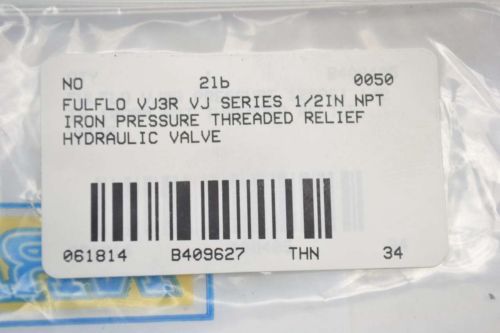 NO 2lb 0050
FULFLO VJ3R VJ SERIES 1/2IN NPT
IRON PRESSURE THREADED RELIEF
HYDRAULIC VALVE
061814 B409627 THN 34